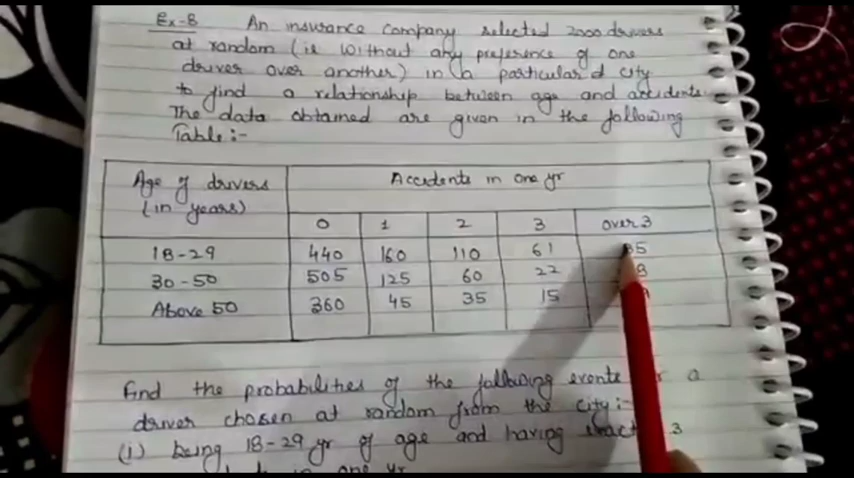 Ex-8 An insurance company selected 2000 drivers
at random (ie without any preference of one
driver over another) in a particular d city
to find a relationship between age and accidents.
The data obtained are given in the following
Table:-
Age of drivers
(in years)
Accidents in one yr
0 1 2 3 over 3
18-29 440 160 110 61
30-50 505 125 60 22
Above 50 360 45 35 15
Find the probabilities of the following events a
driver chosen at random from the city:-
(i) being 18-29 yr of age and having 3
in one yr